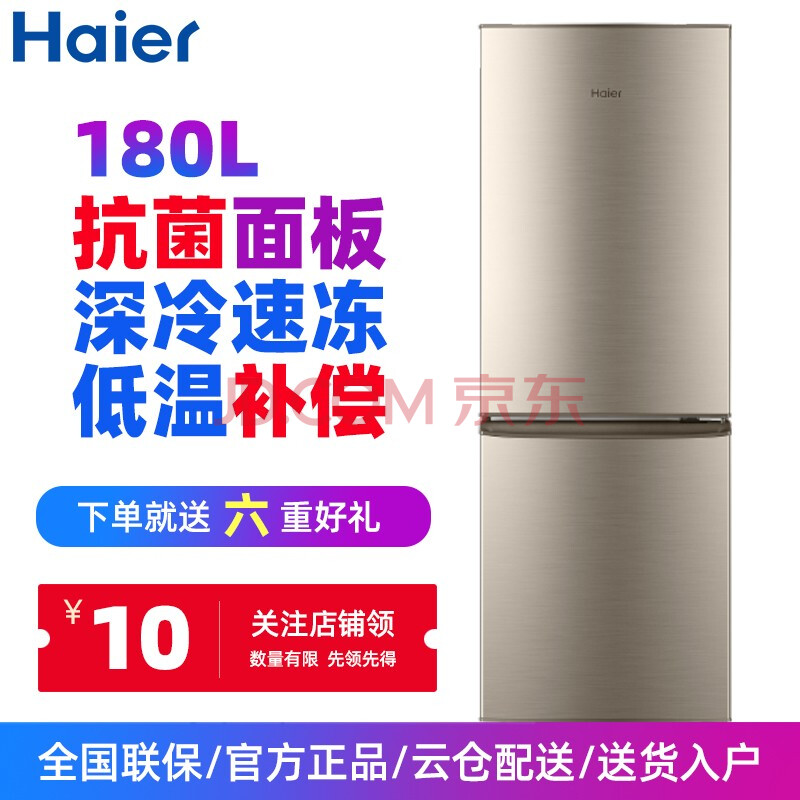 Haier
Haier
180L
抗菌面板
深冷速冻
低温补偿
JD.COM 京东
下单就送 六 重好礼
¥10
关注店铺领
数量有限 先领先得
全国联保/官方正品/云仓配送/送货入户